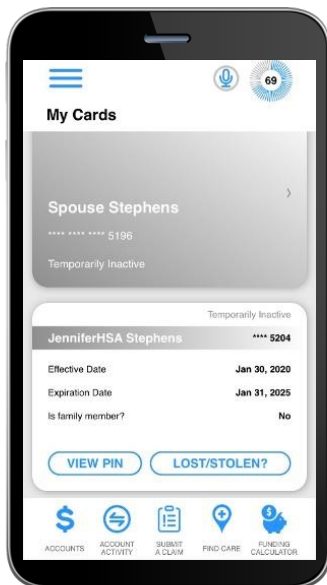 69
My Cards
Spouse Stephens
**** **** **** 5196
Temporarily Inactive
Temporarily Inactive
JenniferHSA Stephens **** 5204
Effective Date Jan 30, 2020
Expiration Date Jan 31, 2025
Is family member? No
VIEW PIN LOST/STOLEN?
ACCOUNTS ACCOUNT ACTIVITY SUBMIT A CLAIM FIND CARE FUNDING CALCULATOR